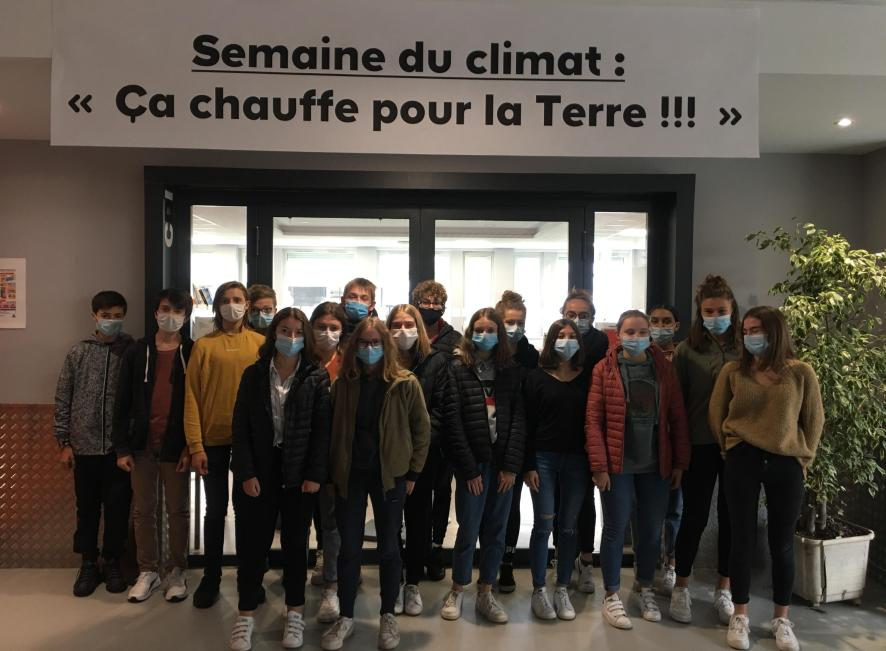 Semaine du climat :
« Ça chauffe pour la Terre !!! »